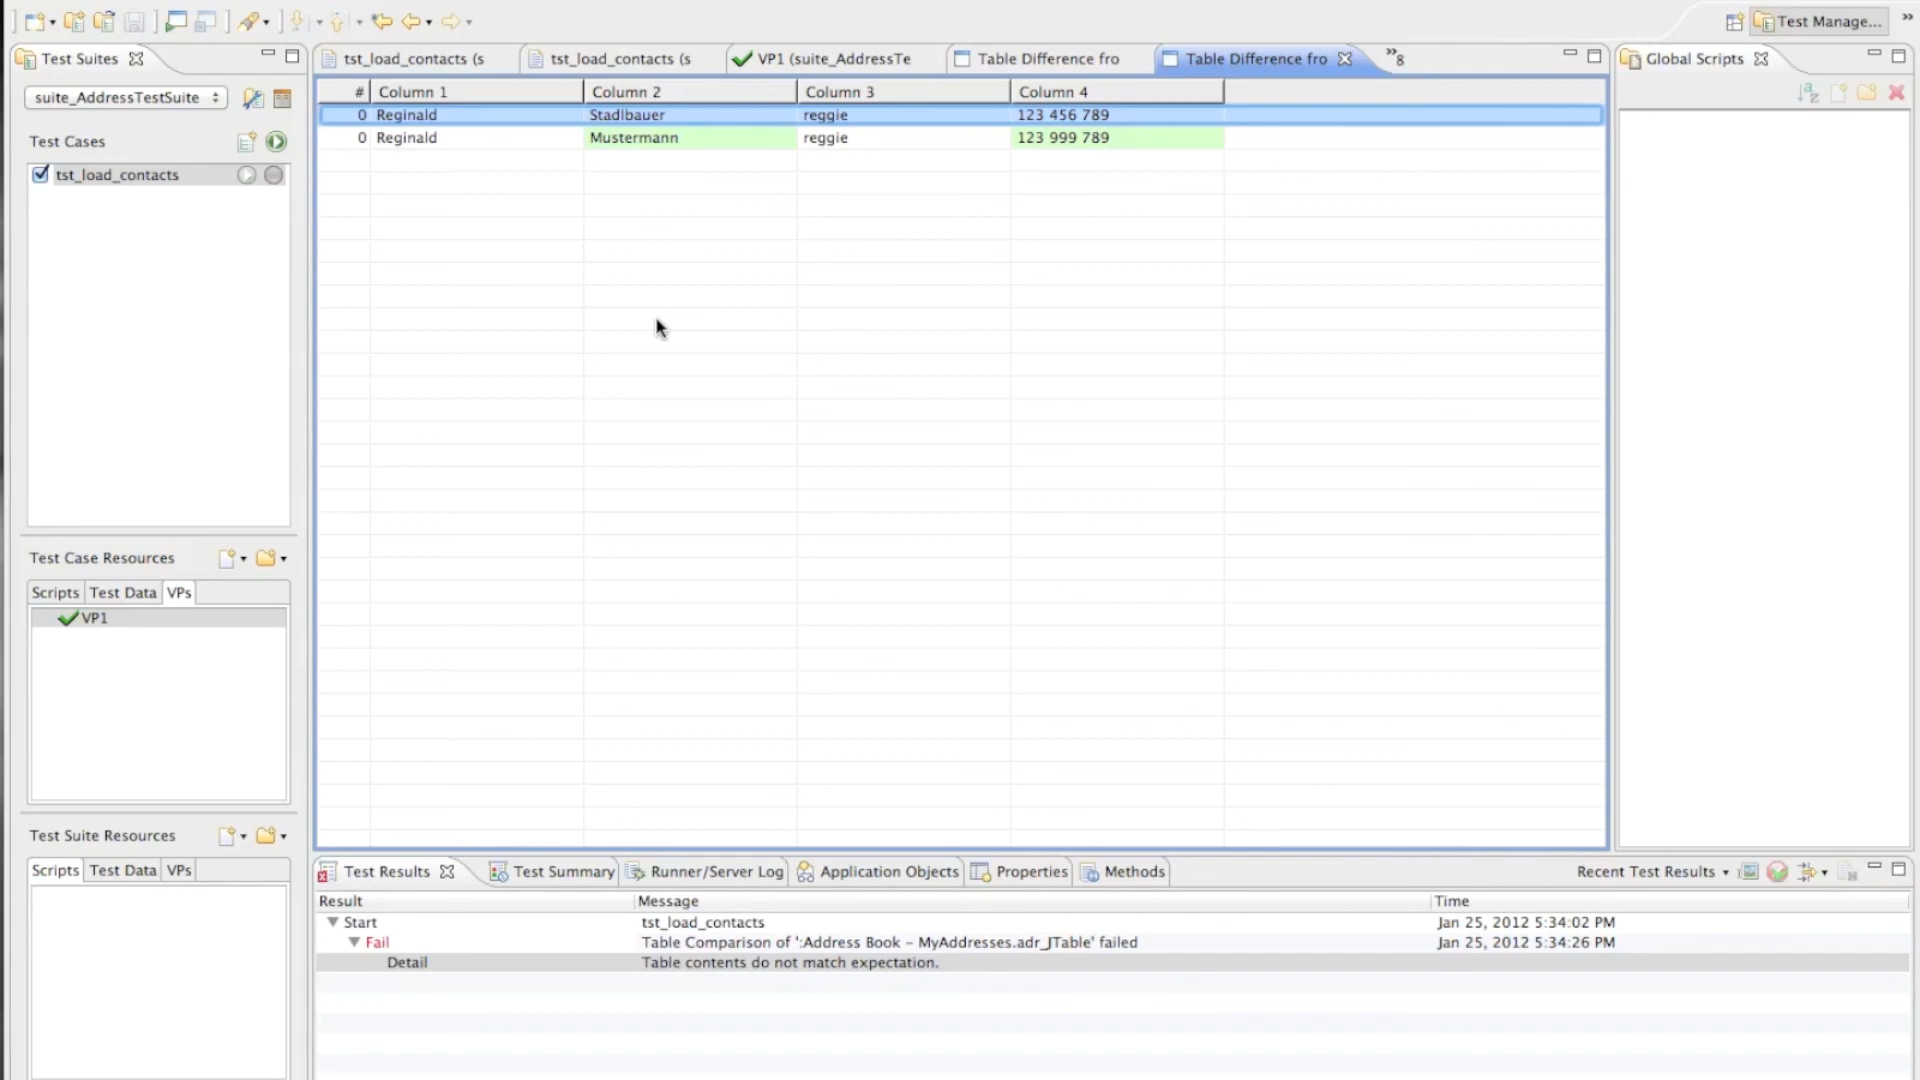 Test Manage...
Test Suites
tst_load_contacts (s
tst_load_contacts (s
VP1 (suite_AddressTe
Table Difference fro
Table Difference fro
8
Global Scripts
suite_AddressTestSuite
# Column 1 Column 2 Column 3 Column 4
0 Reginald Stadlbauer reggie 123 456 789
0 Reginald Mustermann reggie 123 999 789
Test Cases
tst_load_contacts
Test Case Resources
Scripts Test Data VPs
VP1
Test Suite Resources
Scripts Test Data VPs
Test Results Test Summary Runner/Server Log Application Objects Properties Methods Recent Test Results
Result Message Time
Start tst_load_contacts Jan 25, 2012 5:34:02 PM
Fail Table Comparison of ':Address Book - MyAddresses.adr_JTable' failed Jan 25, 2012 5:34:26 PM
Detail Table contents do not match expectation.